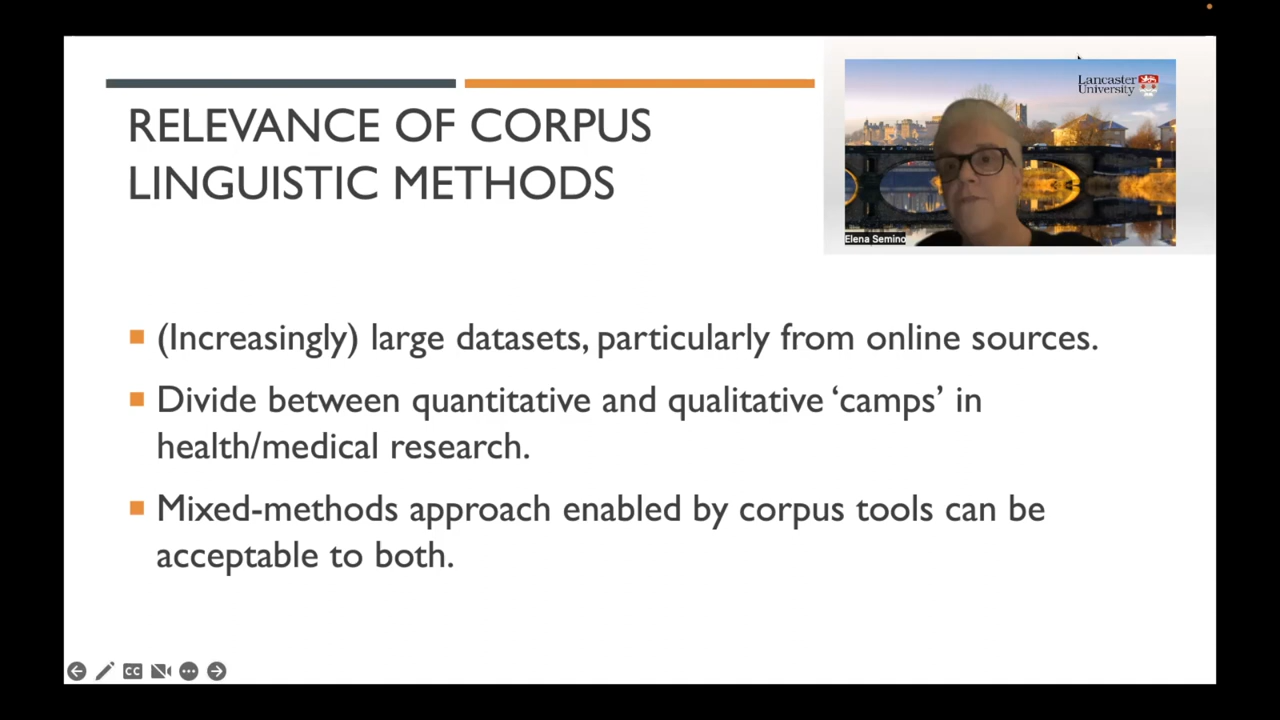 RELEVANCE OF CORPUS
LINGUISTIC METHODS
Lancaster
University
Elena Semino
(Increasingly) large datasets, particularly from online sources.
Divide between quantitative and qualitative ‘camps’ in
health/medical research.
Mixed-methods approach enabled by corpus tools can be
acceptable to both.
CC